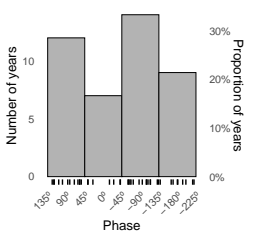 Number of years
10
5
0
30%
20%
10%
0%
Proportion of years
135º
90º
45º
0º
−45º
−90º
−135º
−180º
−225º
Phase